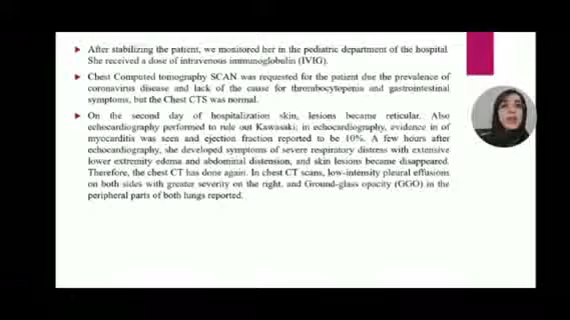 After stabilizing the patient, we monitored her in the pediatric department of the hospital
She received a dose of intravenous immunoglobulin (IVIG).
Chest Computed tomography SCAN was requested for the patient due the prevalence of
coronavirus disease and lack of the cause for thrombocytopenia and gastrointestinal
symptoms, but the Chest CTS was normal.
On the second day of hospitalization skin, lesions became reticular. Also
echocardiography performed to rule out Kawasaki; in echocardiography, evidence in of
myocarditis was seen and ejection fraction reported to be 10%. A few hours after
echocardiography, she developed symptoms of severe respiratory distress with extensive
lower extremity edema and abdominal distension, and skin lesions became disappeared.
Therefore, the chest CT has done again. In chest CT scans, low-intensity pleural effusions
on both sides with greater severity on the right, and Ground-glass opacity (GGO) in the
peripheral parts of both lungs reported.